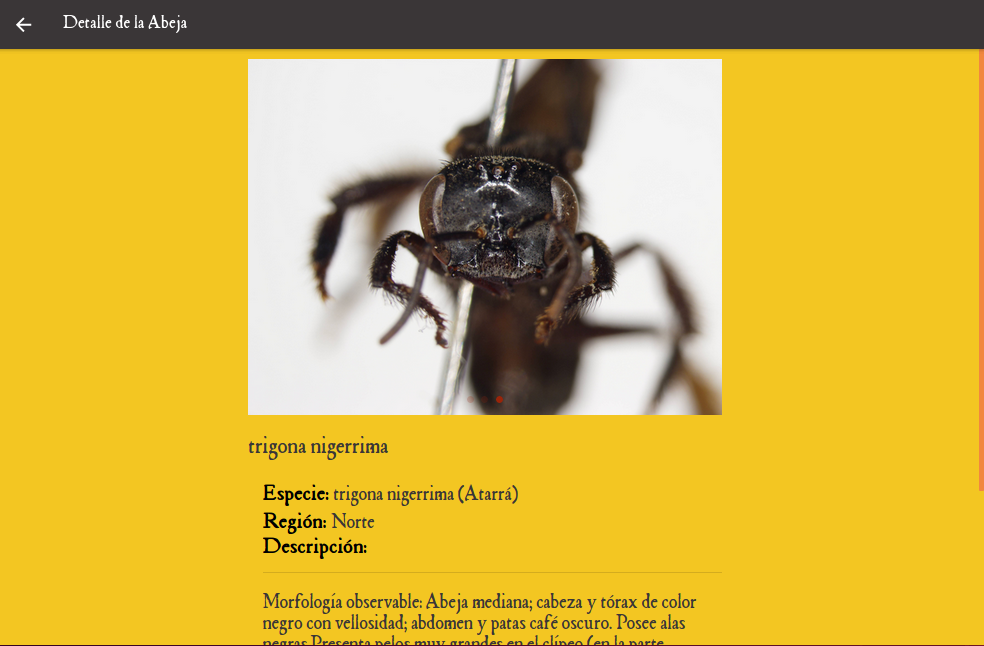 Detalle de la Abeja
trigona nigerrima
Especie: trigona nigerrima (Atarrá)
Región: Norte
Descripción:
Morfología observable: Abeja mediana; cabeza y tórax de color
negro con vellosidad; abdomen y patas café oscuro. Posee alas
negras.Presenta pelos muy grandes en el clípeo (en la parte